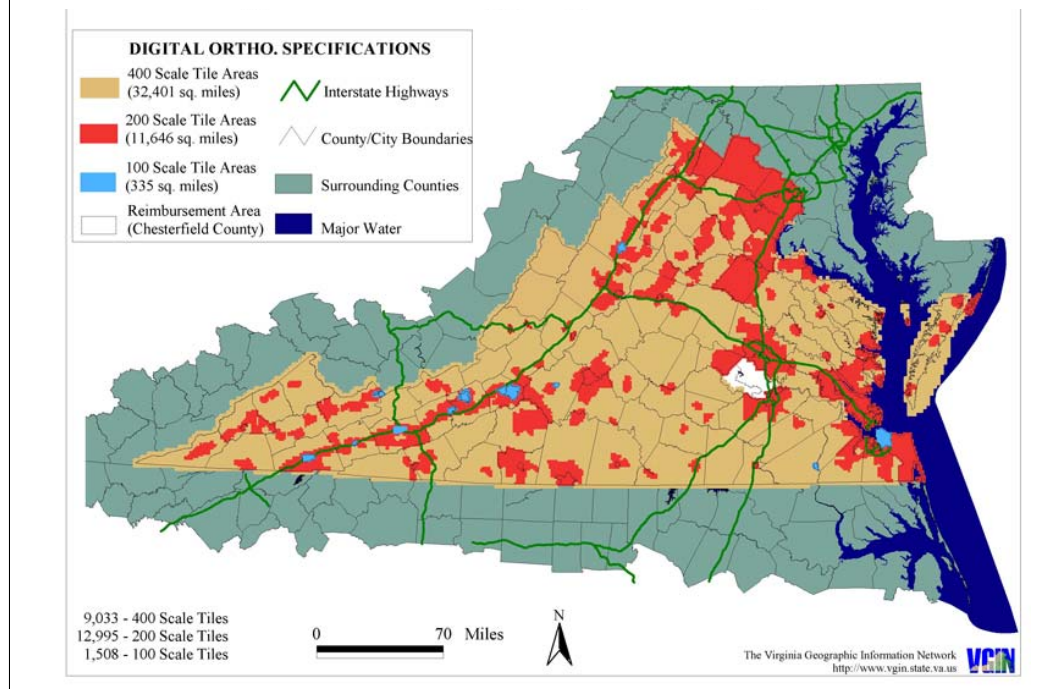 DIGITAL ORTHO. SPECIFICATIONS
400 Scale Tile Areas
(32,401 sq. miles)
Interstate Highways
200 Scale Tile Areas
(11,646 sq. miles)
County/City Boundaries
100 Scale Tile Areas
(335 sq. miles)
Surrounding Counties
Reimbursement Area
(Chesterfield County)
Major Water
9,033 - 400 Scale Tiles
12,995 - 200 Scale Tiles
1,508 - 100 Scale Tiles
0 70 Miles
N
The Virginia Geographic Information Network
http://www.vgin.state.va.us
VGIN